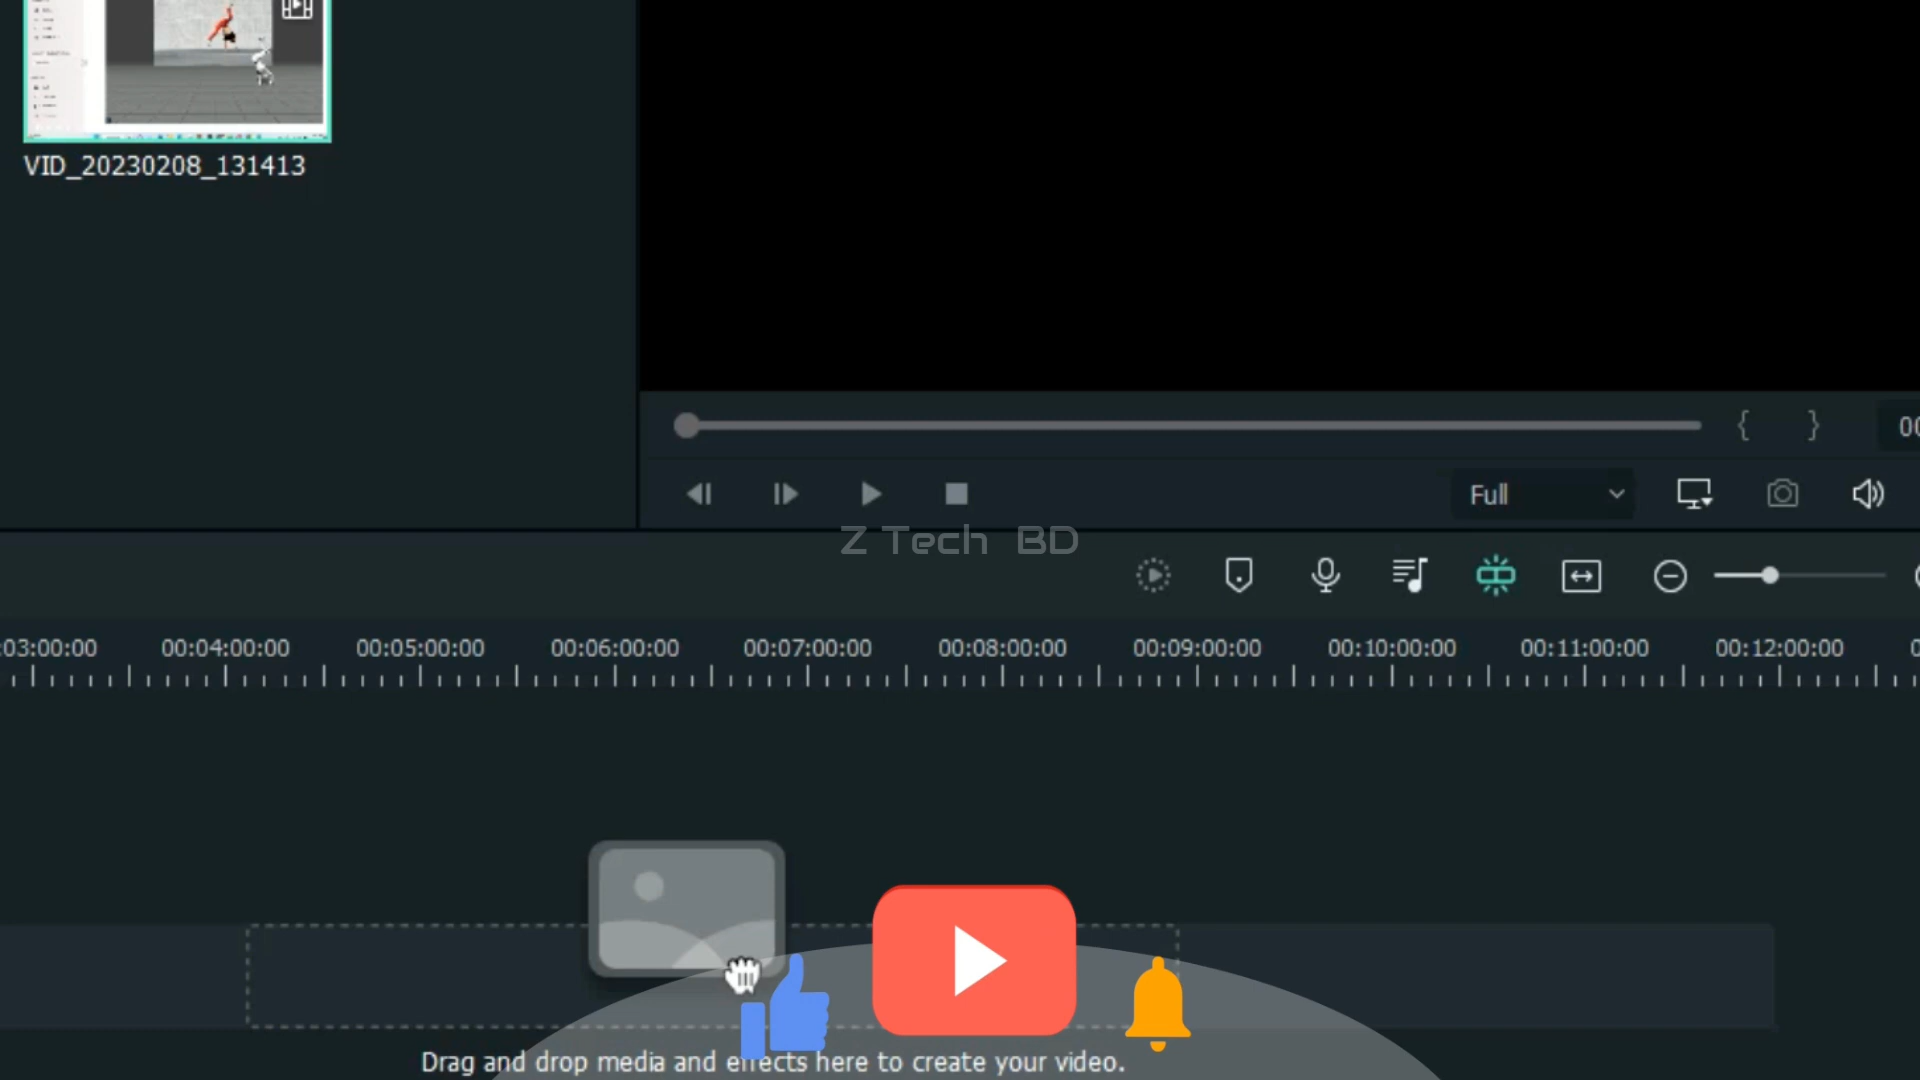 VID_20230208_131413
{ }
00
Full
Z Tech BD
:03:00:00 00:04:00:00 00:05:00:00 00:06:00:00 00:07:00:00 00:08:00:00 00:09:00:00 00:10:00:00 00:11:00:00 00:12:00:00
Drag and drop media and effects here to create your video.